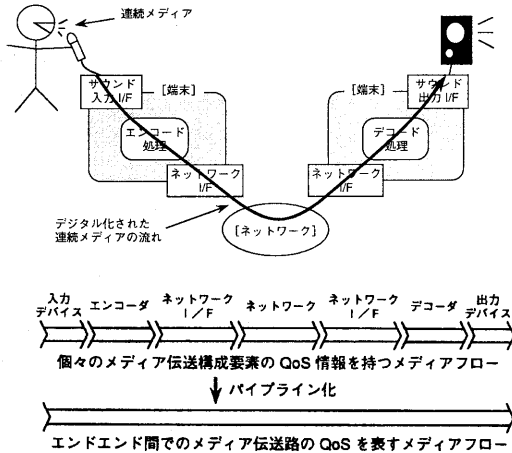 連続メディア
サウンド
入力 I/F
[端末]
エンコード
処理
ネットワーク
I/F
[端末]
サウンド
出力 I/F
デコード
処理
ネットワーク
I/F
デジタル化された
連続メディアの流れ
[ネットワーク]
入力
デバイス
エンコーダ
ネットワーク
I/F
ネットワーク
ネットワーク
I/F
デコーダ
出力
デバイス
個々のメディア伝送構成要素の QoS 情報を持つメディアフロー
パイプライン化
エンドエンド間でのメディア伝送路の QoS を表すメディアフロー